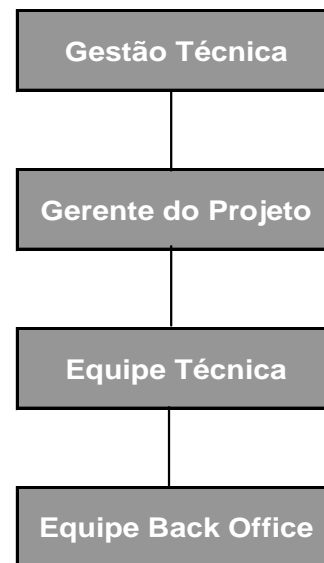 Gestão Técnica
Gerente do Projeto
Equipe Técnica
Equipe Back Office